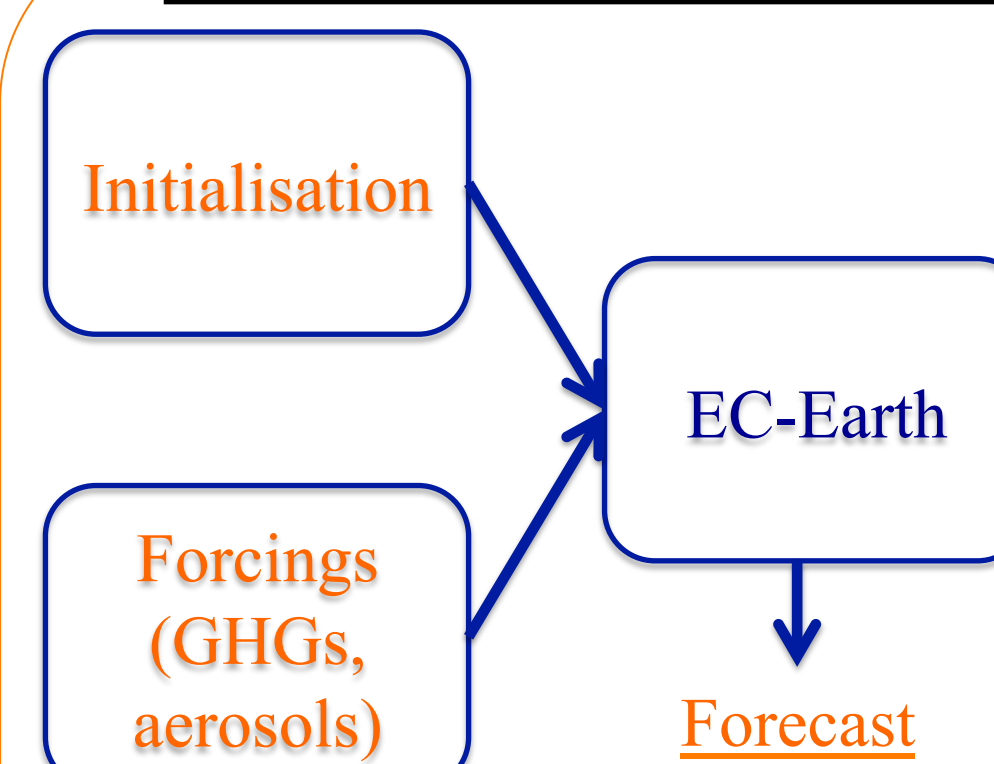 Initialisation
EC-Earth
Forcings
(GHGs,
aerosols)
Forecast